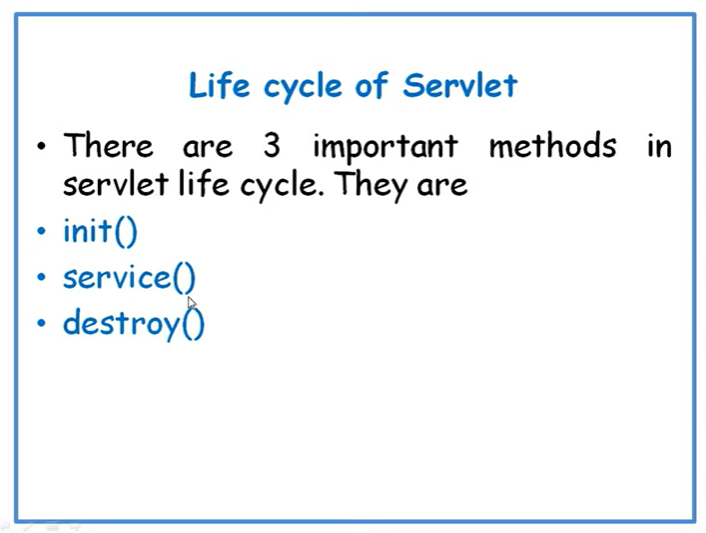 Life cycle of Servlet
• There are 3 important methods in
servlet life cycle. They are
• init()
• service()
• destroy()